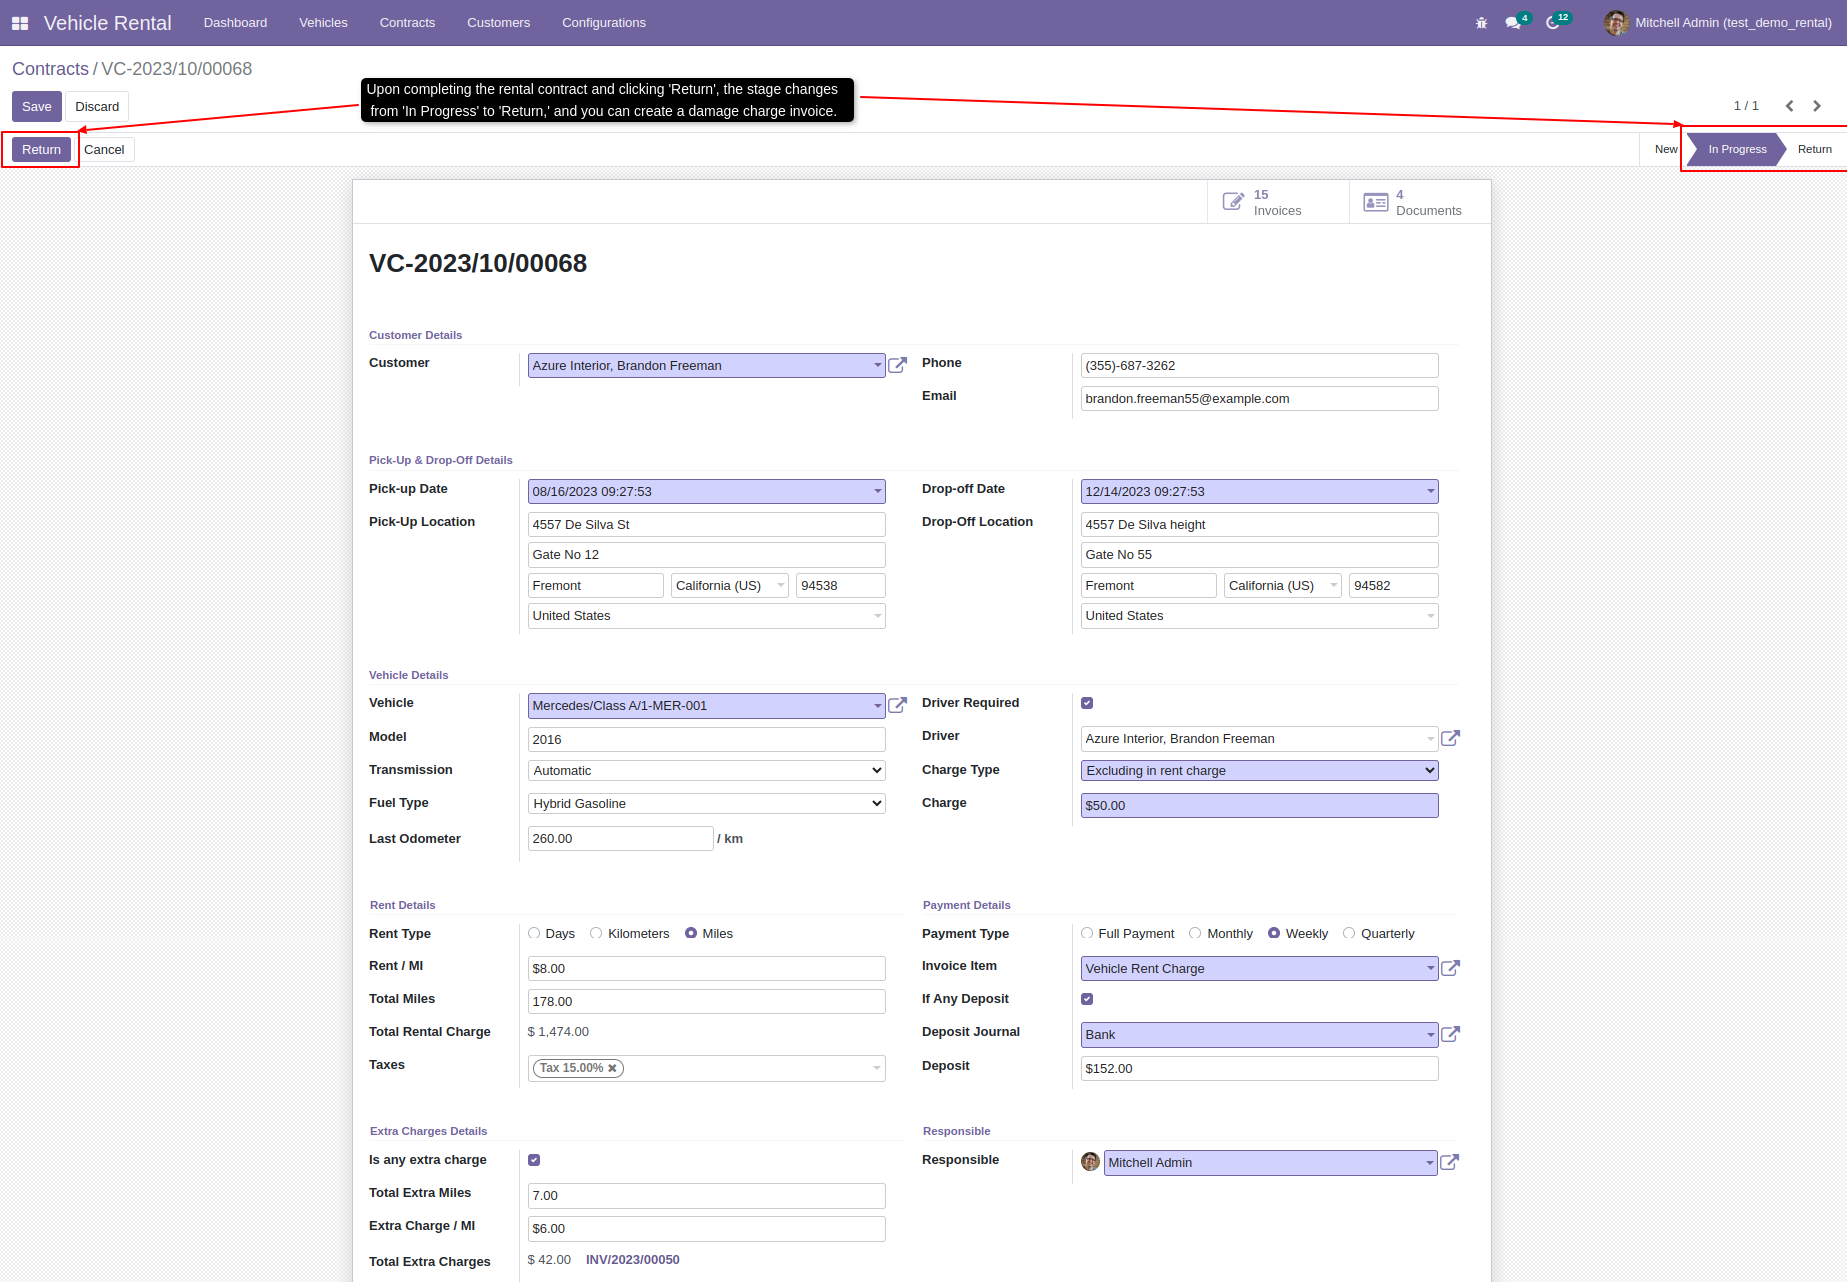 Vehicle Rental Dashboard Vehicles Contracts Customers Configurations 4 12 Mitchell Admin (test_demo_rental)
Contracts / VC-2023/10/00068
Upon completing the rental contract and clicking 'Return', the stage changes
from 'In Progress' to 'Return,' and you can create a damage charge invoice.
Save Discard 1 / 1
Return Cancel New In Progress Return
15 Invoices
4 Documents
VC-2023/10/00068
Customer Details
Customer Azure Interior, Brandon Freeman Phone (355)-687-3262
Email brandon.freeman55@example.com
Pick-Up & Drop-Off Details
Pick-up Date 08/16/2023 09:27:53 Drop-off Date 12/14/2023 09:27:53
Pick-Up Location 4557 De Silva St Drop-Off Location 4557 De Silva height
Gate No 12 Gate No 55
Fremont California (US) 94538 Fremont California (US) 94582
United States United States
Vehicle Details
Vehicle Mercedes/Class A/1-MER-001 Driver Required
Model 2016 Driver Azure Interior, Brandon Freeman
Transmission Automatic Charge Type Excluding in rent charge
Fuel Type Hybrid Gasoline Charge $50.00
Last Odometer 260.00 / km
Rent Details Payment Details
Rent Type Days Kilometers Miles Payment Type Full Payment Monthly Weekly Quarterly
Rent / MI $8.00 Invoice Item Vehicle Rent Charge
Total Miles 178.00 If Any Deposit
Total Rental Charge $ 1,474.00 Deposit Journal Bank
Taxes Tax 15.00% Deposit $152.00
Extra Charges Details Responsible
Is any extra charge Responsible Mitchell Admin
Total Extra Miles 7.00
Extra Charge / MI $6.00
Total Extra Charges $ 42.00 INV/2023/00050